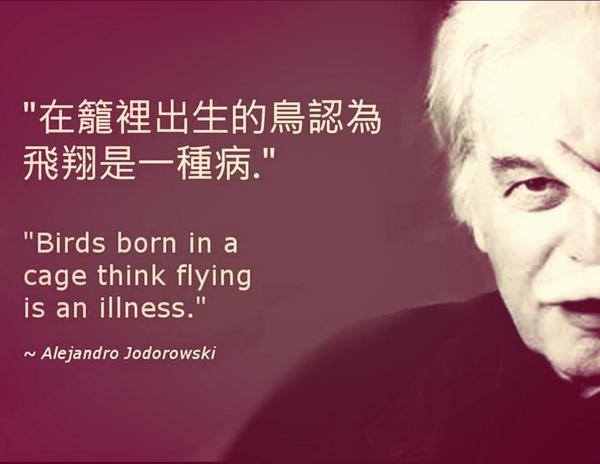 "在籠裡出生的鳥認為
飛翔是一種病."
"Birds born in a
cage think flying
is an illness."
~ Alejandro Jodorowski